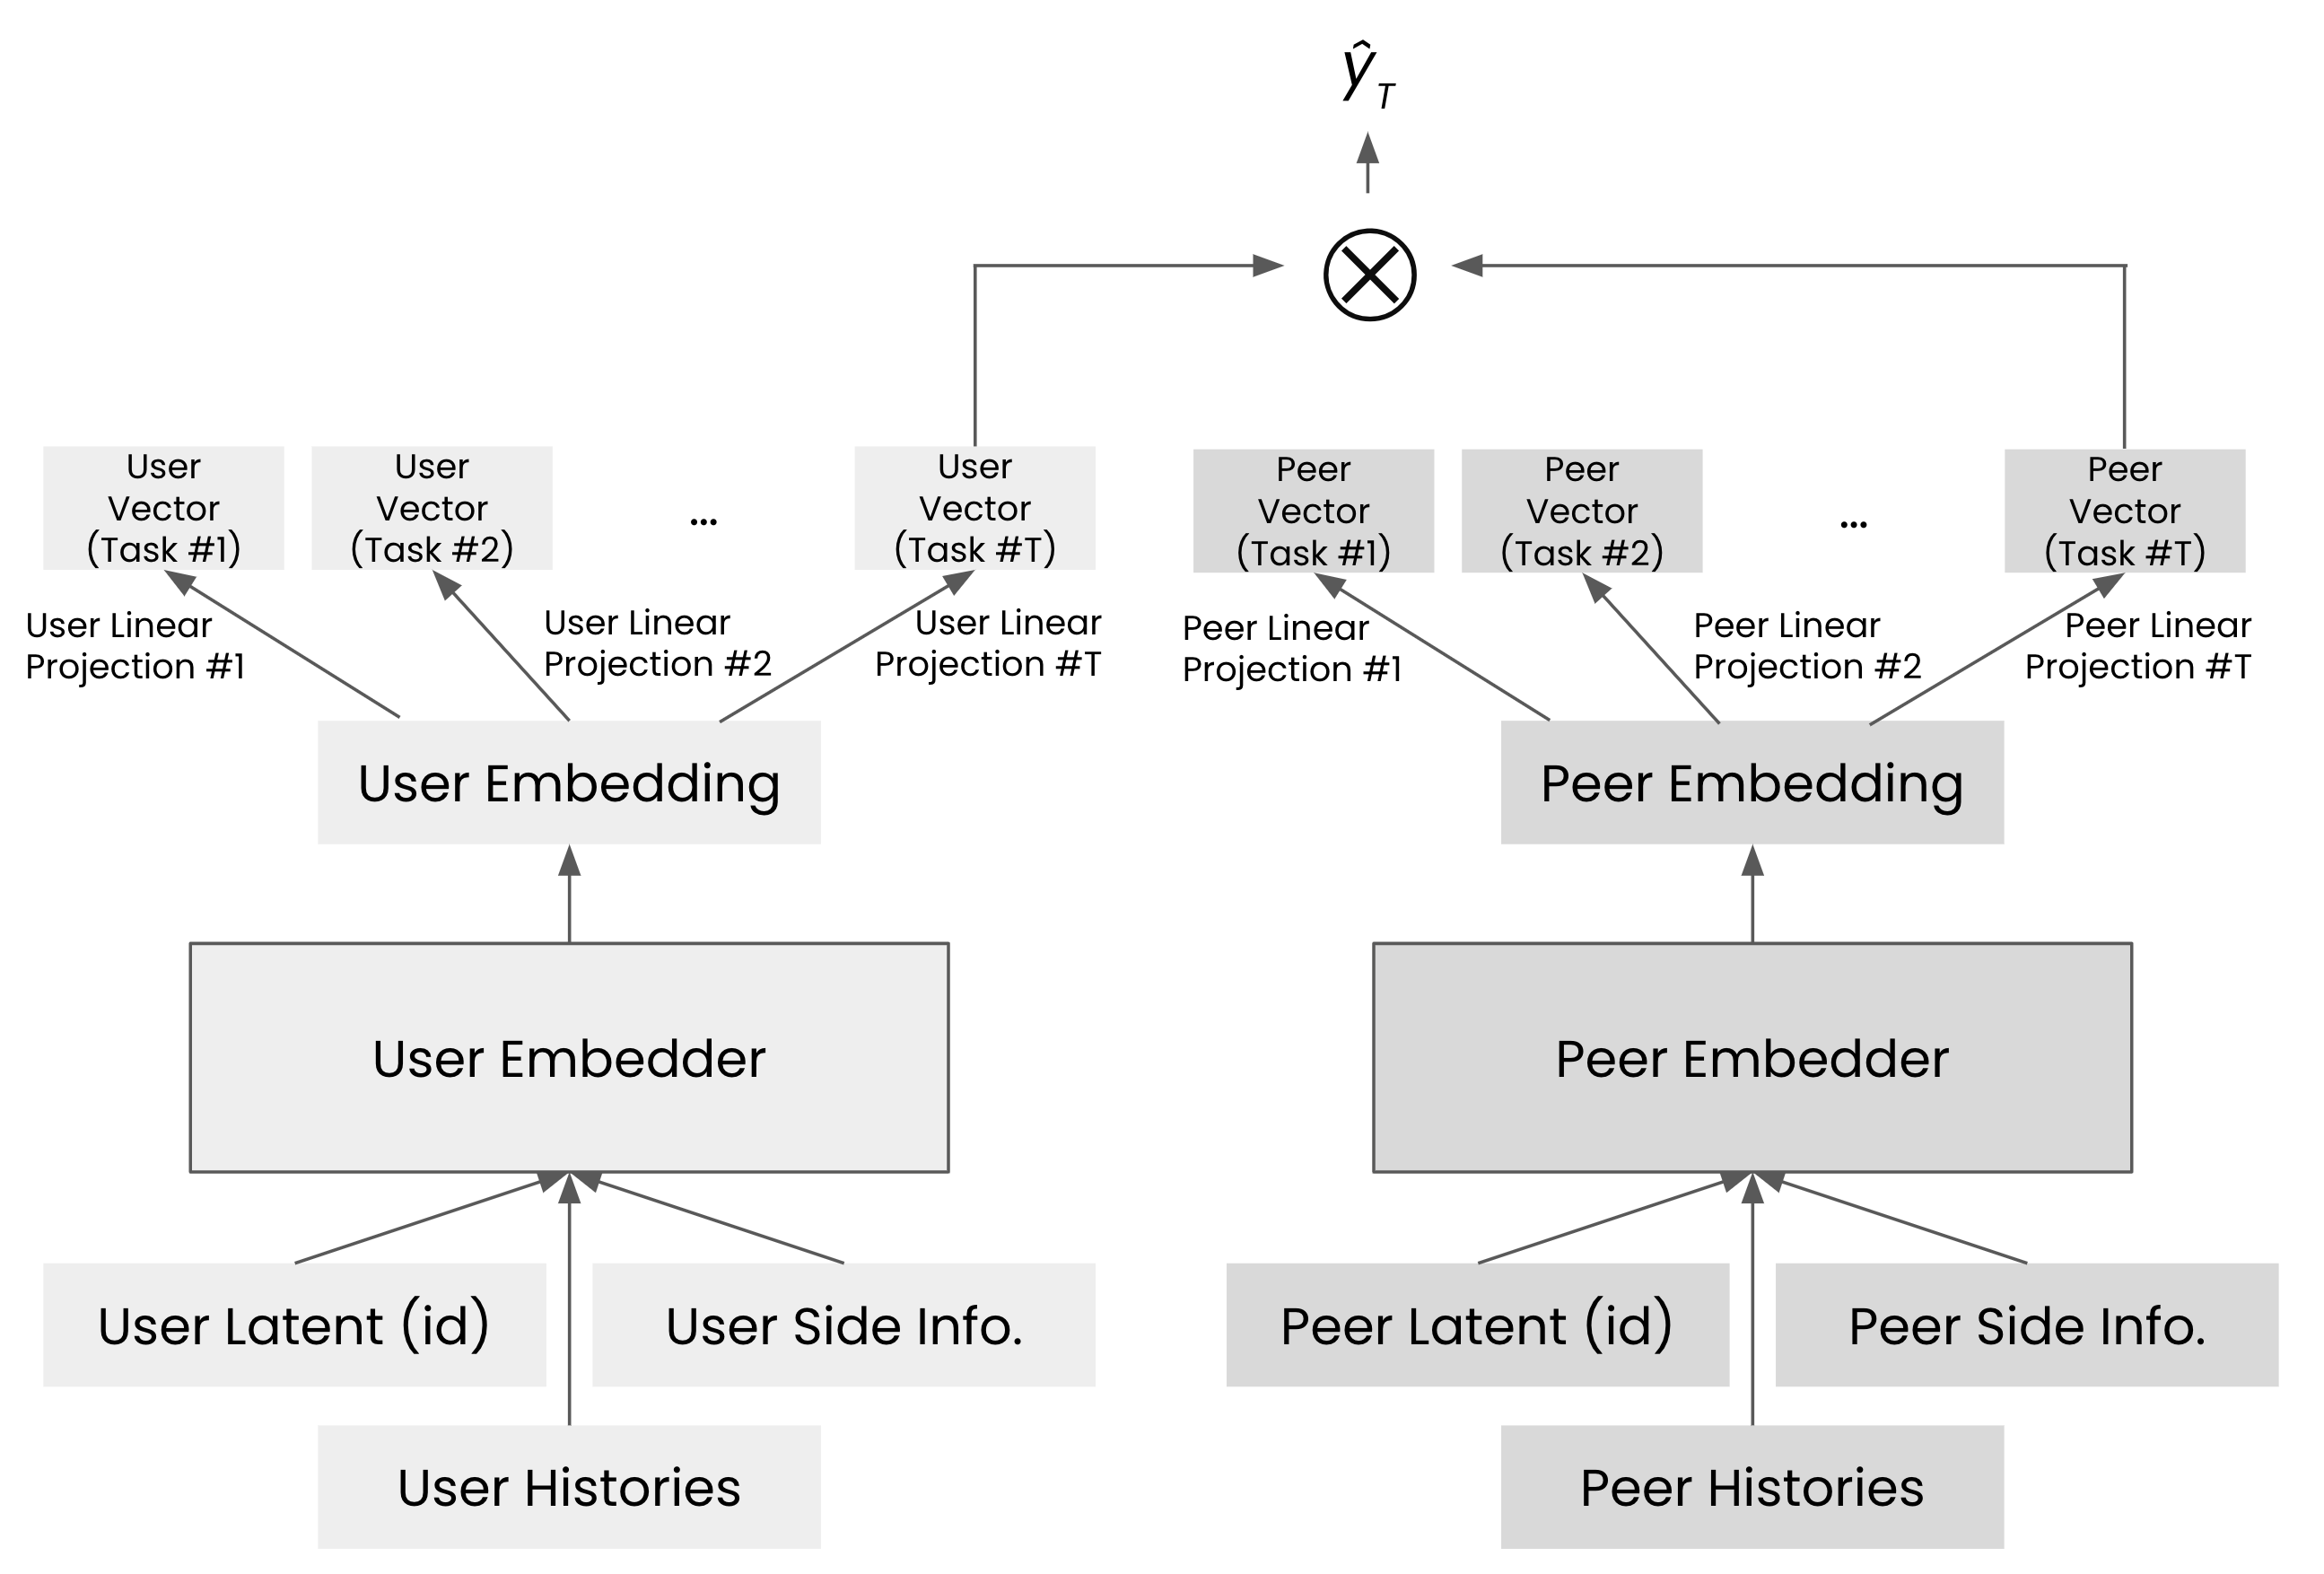 ŷ_T
User
Vector
(Task #1)
User
Vector
(Task #2)
...
User
Vector
(Task #T)
Peer
Vector
(Task #1)
Peer
Vector
(Task #2)
...
Peer
Vector
(Task #T)
User Linear
Projection #1
User Linear
Projection #2
User Linear
Projection #T
Peer Linear
Projection #1
Peer Linear
Projection #2
Peer Linear
Projection #T
User Embedding
Peer Embedding
User Embedder
Peer Embedder
User Latent (id)
User Side Info.
Peer Latent (id)
Peer Side Info.
User Histories
Peer Histories